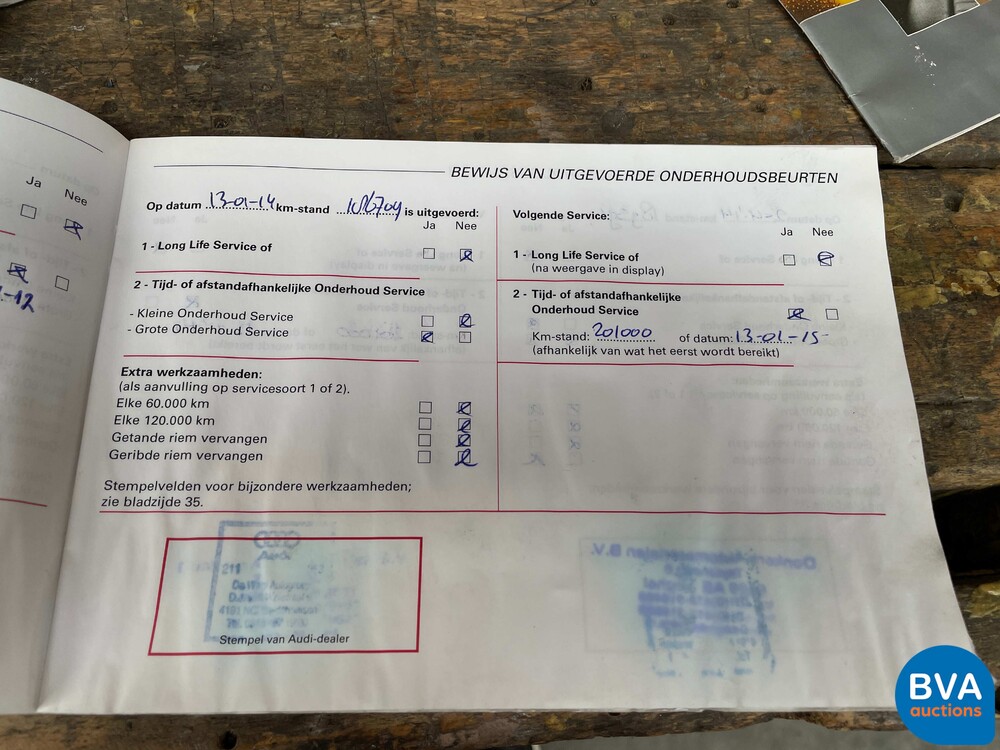 Ja Nee
BEWIJS VAN UITGEVOERDE ONDERHOUDSBEURTEN
Op datum 13-01-14 km-stand is uitgevoerd:
Ja Nee
1 - Long Life Service of
2 - Tijd- of afstandafhankelijke Onderhoud Service
- Kleine Onderhoud Service
- Grote Onderhoud Service
Extra werkzaamheden:
(als aanvulling op servicesoort 1 of 2).
Elke 60.000 km
Elke 120.000 km
Getande riem vervangen
Geribde riem vervangen
Stempelvelden voor bijzondere werkzaamheden;
zie bladzijde 35.
Audi
211
Stempel van Audi-dealer
Volgende Service:
Ja Nee
1 - Long Life Service of
(na weergave in display)
2 - Tijd- of afstandafhankelijke
Onderhoud Service
Km-stand: 201000 of datum: 13-01-15
(afhankelijk van wat het eerst wordt bereikt)
BVA
auctions